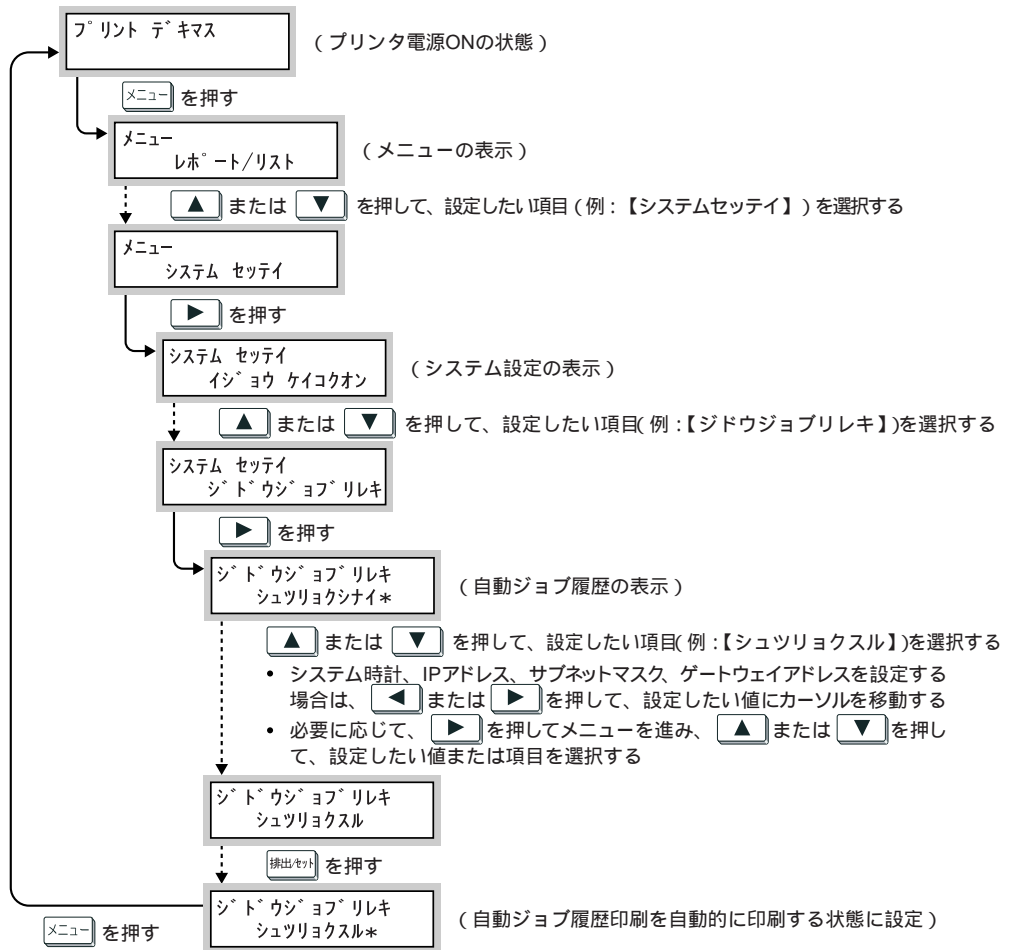 プリント デキマス
(プリンタ電源ONの状態)
メニュー を押す
メニュー
レポート/リスト
(メニューの表示)
▲ または ▼ を押して、設定したい項目(例:【システムセッテイ】)を選択する
メニュー
システム セッテイ
▶ を押す
システム セッテイ
イジョウ ケイコクオン
(システム設定の表示)
▲ または ▼ を押して、設定したい項目(例:【ジドウジョブリレキ】)を選択する
システム セッテイ
ジドウジョブリレキ
▶ を押す
ジドウジョブリレキ
シュツリョクシナイ*
(自動ジョブ履歴の表示)
▲ または ▼ を押して、設定したい項目(例:【シュツリョクスル】)を選択する
• システム時計、IPアドレス、サブネットマスク、ゲートウェイアドレスを設定する
場合は、 ◀ または ▶ を押して、設定したい値にカーソルを移動する
• 必要に応じて、 ▶ を押してメニューを進み、 ▲ または ▼ を押し
て、設定したい値または項目を選択する
ジドウジョブリレキ
シュツリョクスル
排出/セット を押す
ジドウジョブリレキ
シュツリョクスル*
(自動ジョブ履歴印刷を自動的に印刷する状態に設定)
メニュー を押す